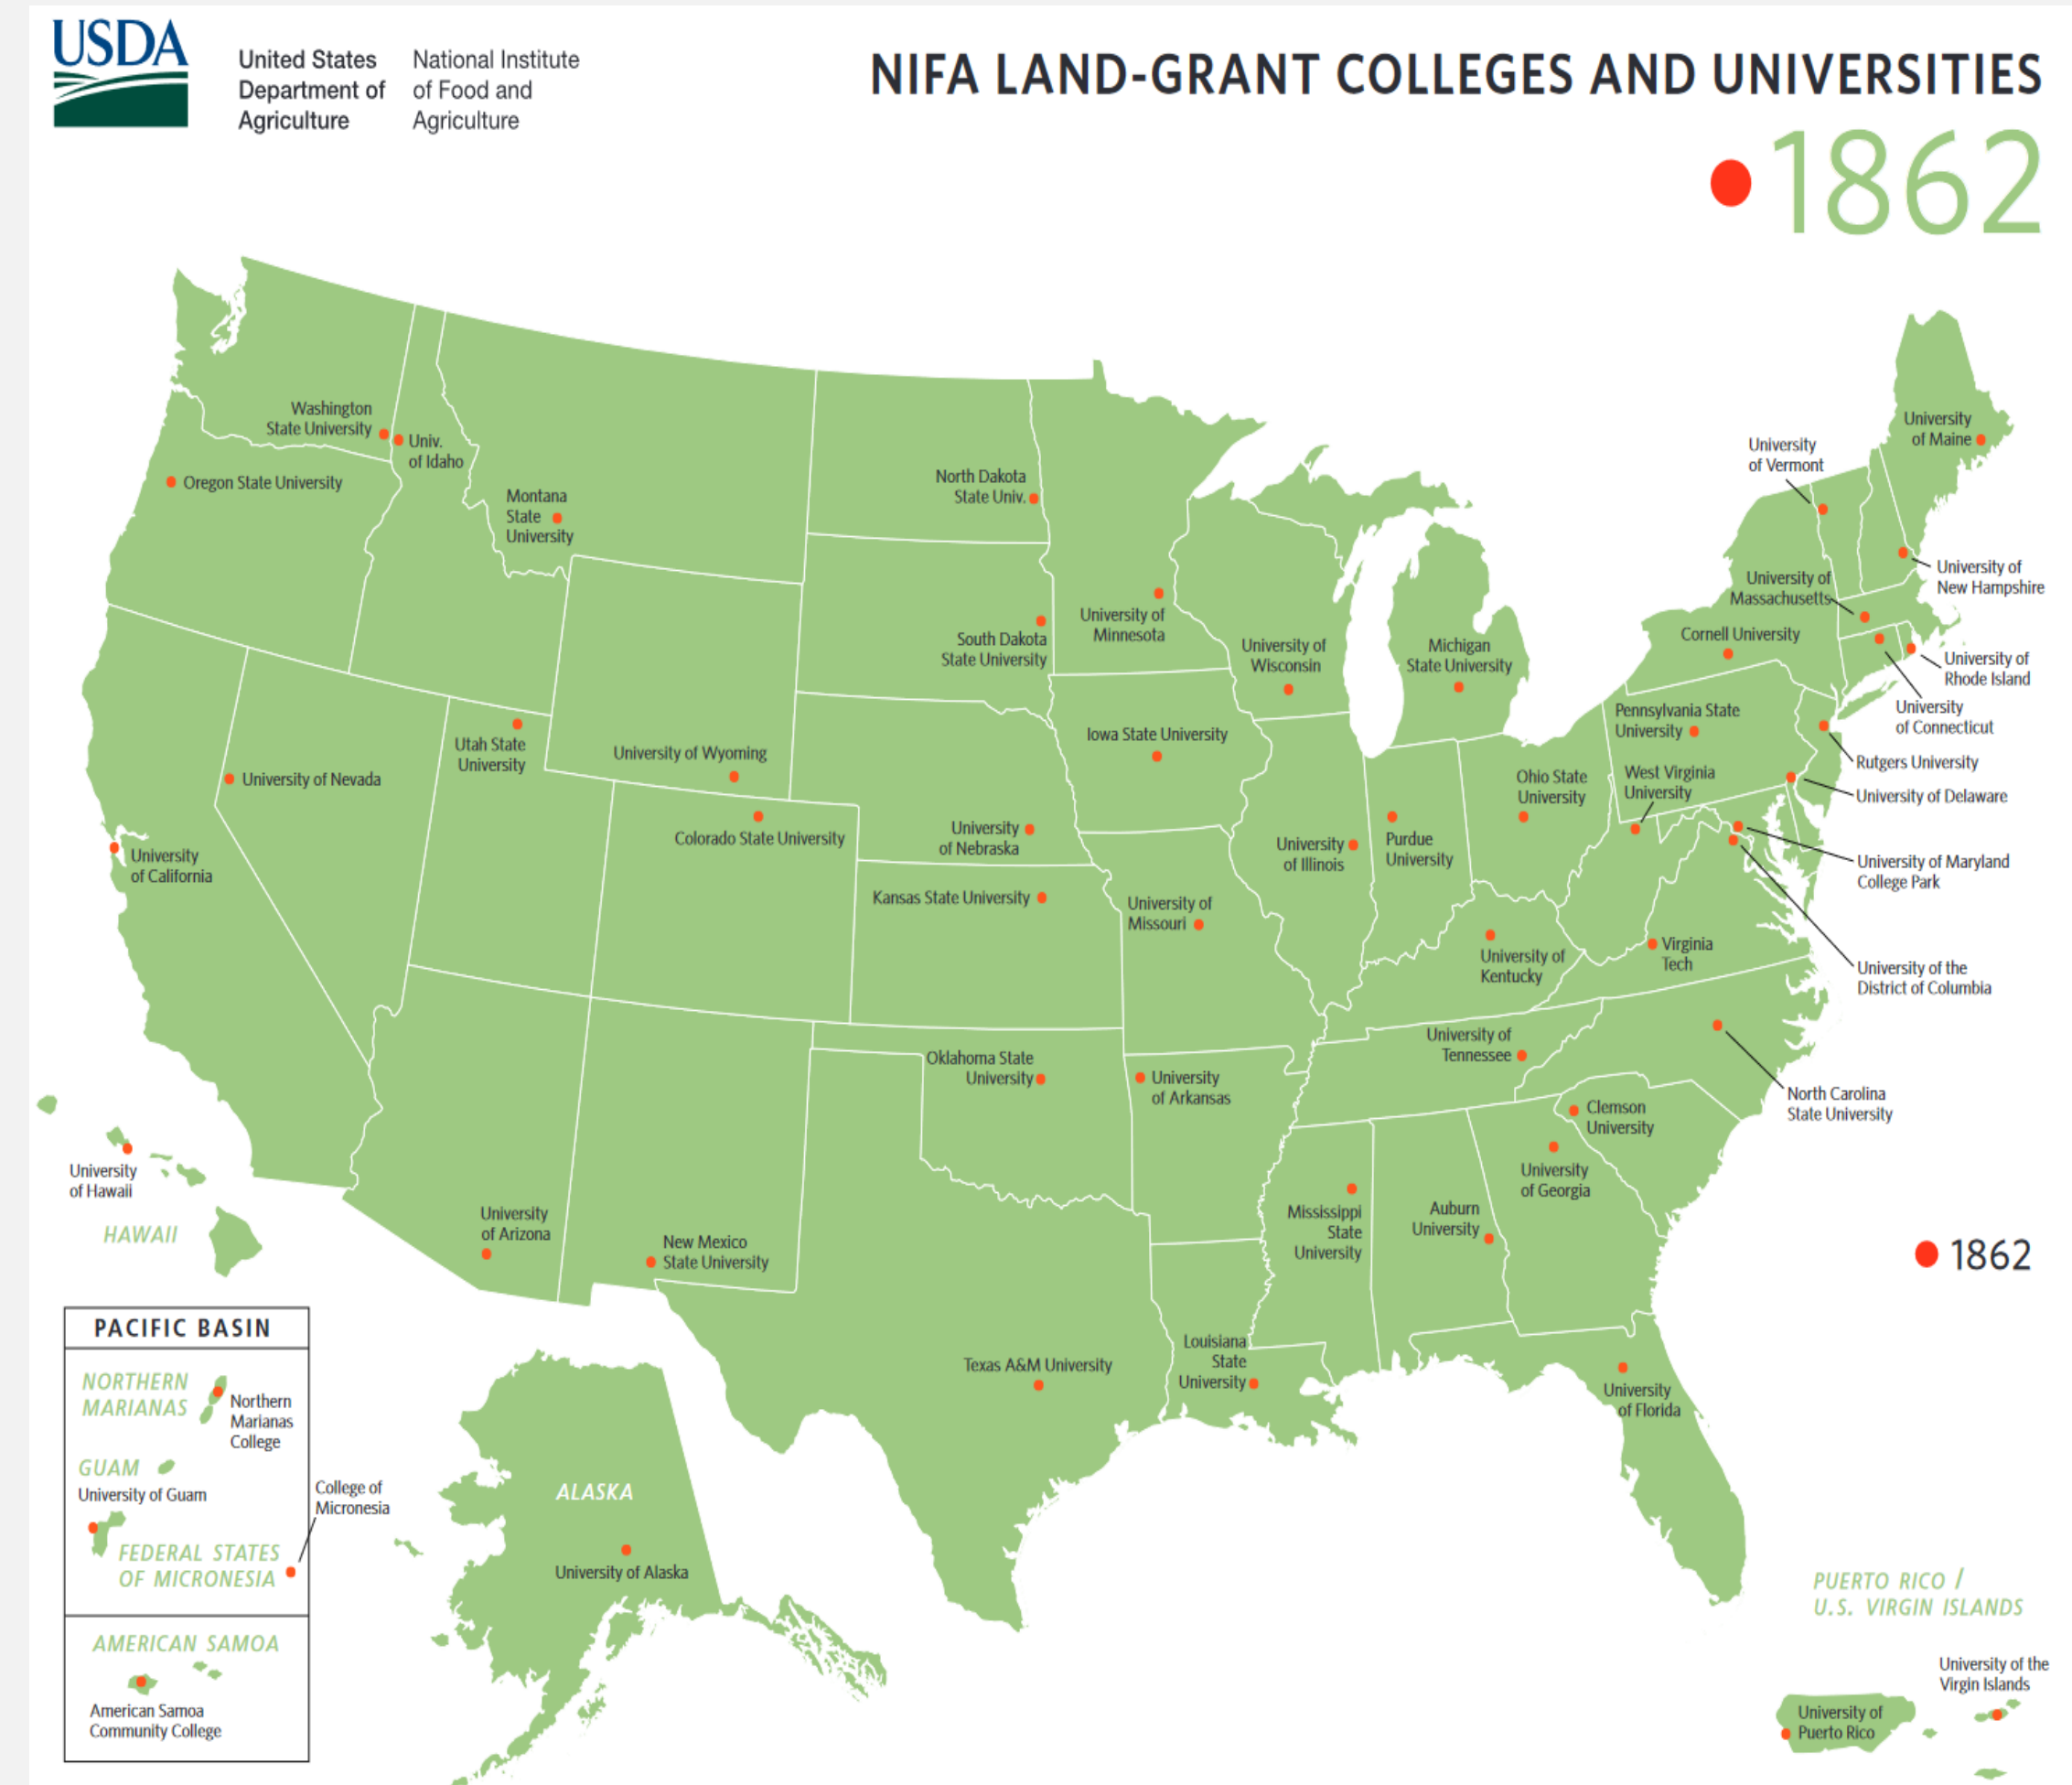 USDA
United States
Department of
Agriculture
National Institute
of Food and
Agriculture
NIFA LAND-GRANT COLLEGES AND UNIVERSITIES
1862
Washington
State University
Univ.
of Idaho
Oregon State University
Montana
State
University
North Dakota
State Univ.
University
of Maine
University
of Vermont
University of
New Hampshire
University of
Massachusetts
Cornell University
University of
Rhode Island
University
of Connecticut
South Dakota
State University
University of
Minnesota
University of
Wisconsin
Michigan
State University
Pennsylvania State
University
Rutgers University
University of Delaware
Utah State
University
University of Wyoming
Iowa State University
Ohio State
University
West Virginia
University
University of Nevada
Colorado State University
University
of Nebraska
University
of Illinois
Purdue
University
University of Maryland
College Park
University
of California
Kansas State University
University of
Missouri
University of
Kentucky
Virginia
Tech
University of the
District of Columbia
Oklahoma State
University
University
of Arkansas
University of
Tennessee
North Carolina
State University
Clemson
University
University
of Georgia
University
of Hawaii
HAWAII
University
of Arizona
New Mexico
State University
Mississippi
State
University
Auburn
University
1862
Texas A&M University
Louisiana
State
University
University
of Florida
PACIFIC BASIN
NORTHERN
MARIANAS
Northern
Marianas
College
GUAM
University of Guam
College of
Micronesia
FEDERAL STATES
OF MICRONESIA
AMERICAN SAMOA
American Samoa
Community College
ALASKA
University of Alaska
PUERTO RICO /
U.S. VIRGIN ISLANDS
University of the
Virgin Islands
University of
Puerto Rico